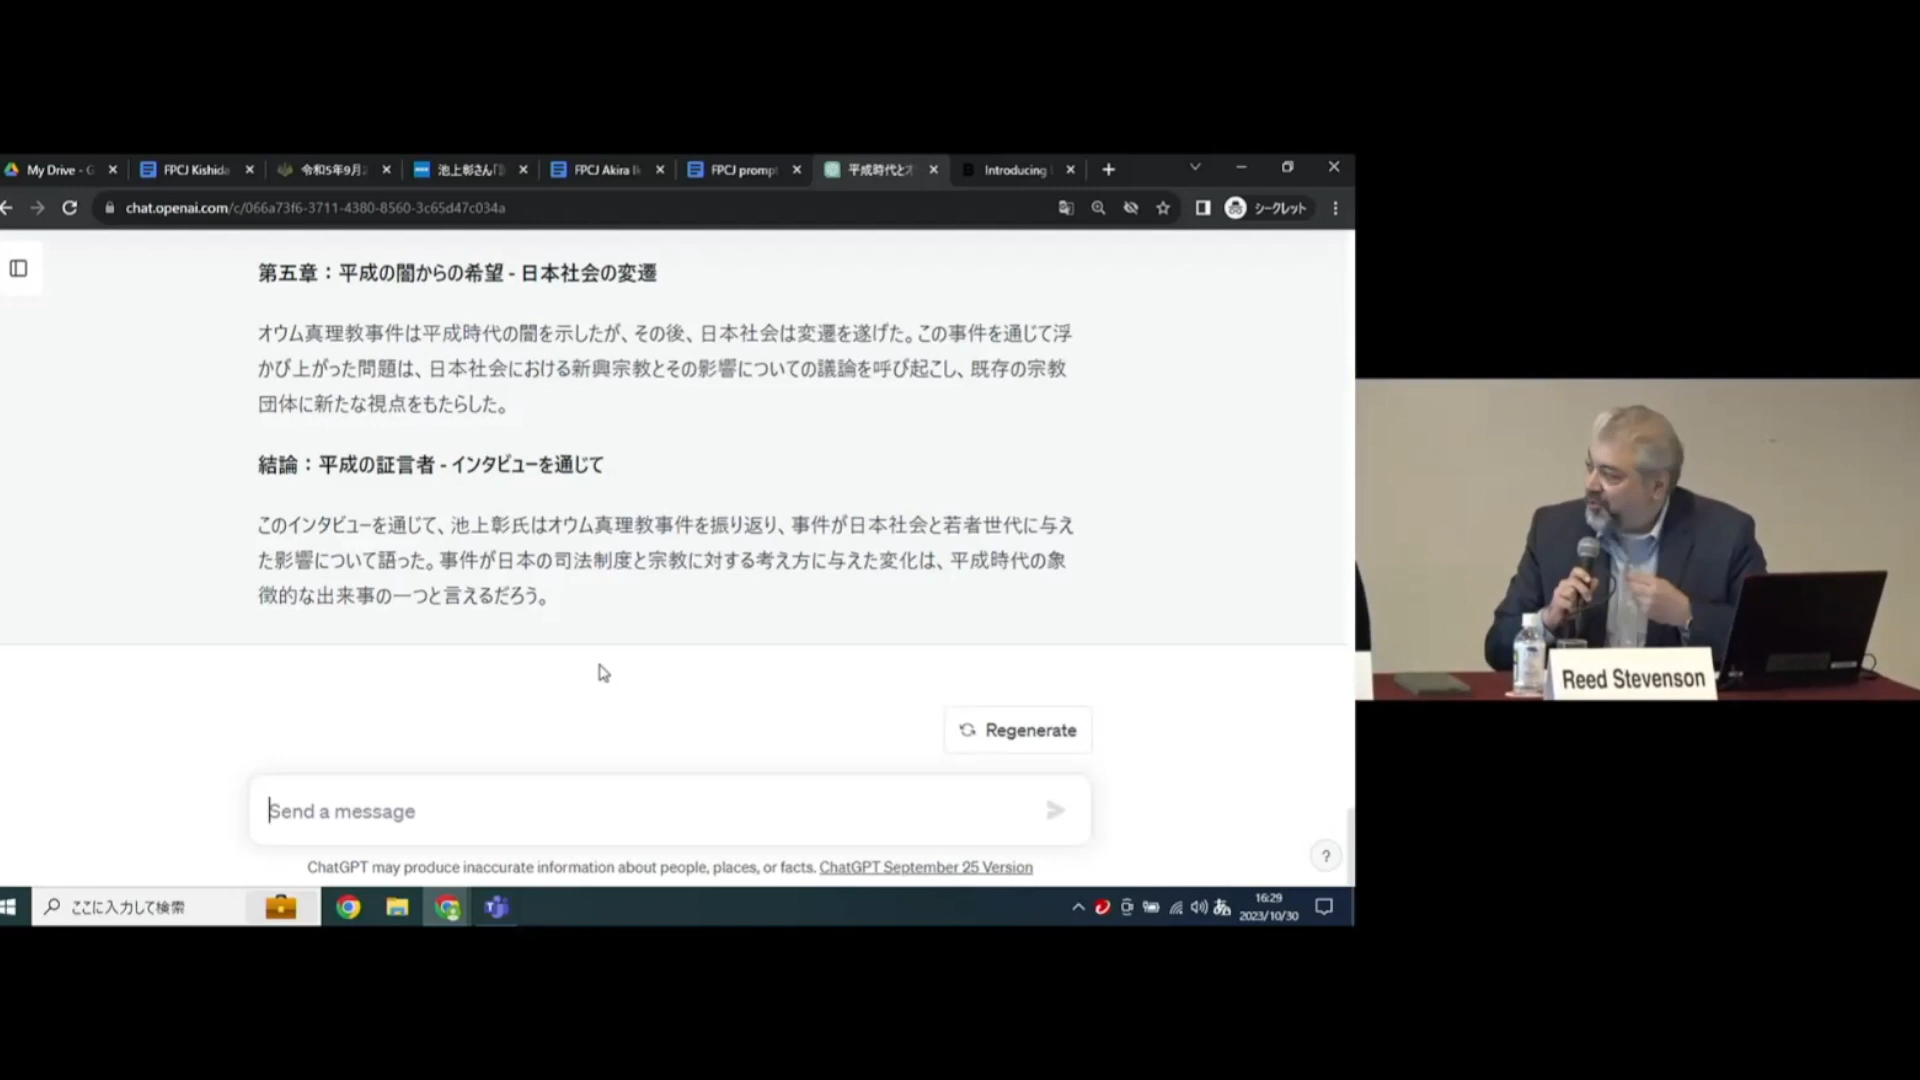 My Drive - G
FPCJ Kishida
令和5年9月
池上彰さん「
FPCJ Akira Ik
FPCJ promp
平成時代とオ
Introducing
chat.openai.com/c/066a73f6-3711-4380-8560-3c65d47c034a
シークレット
第五章：平成の闇からの希望 - 日本社会の変遷
オウム真理教事件は平成時代の闇を示したが、その後、日本社会は変遷を遂げた。この事件を通じて浮
かび上がった問題は、日本社会における新興宗教とその影響についての議論を呼び起こし、既存の宗教
団体に新たな視点をもたらした。
結論：平成の証言者 - インタビューを通じて
このインタビューを通じて、池上彰氏はオウム真理教事件を振り返り、事件が日本社会と若者世代に与え
た影響について語った。事件が日本の司法制度と宗教に対する考え方に与えた変化は、平成時代の象
徴的な出来事の一つと言えるだろう。
Regenerate
Send a message
ChatGPT may produce inaccurate information about people, places, or facts. ChatGPT September 25 Version
?
ここに入力して検索
あ
16:29
2023/10/30
Reed Stevenson